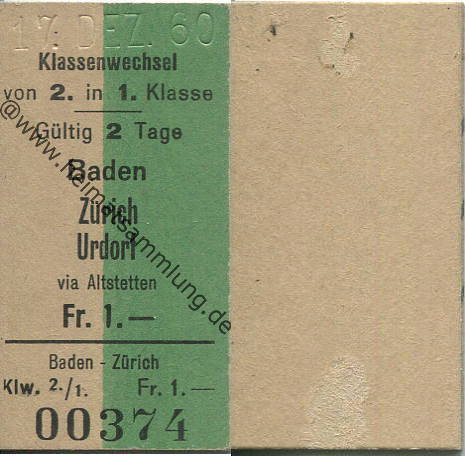 17. DEZ. 60
Klassenwechsel
von 2. in 1. Klasse
Gültig 2 Tage
Baden
Zürich
Urdorf
via Altstetten
Fr. 1.—
Baden - Zürich
Klw. 2./1. Fr. 1.—
00374
@www.heimatsammlung.de